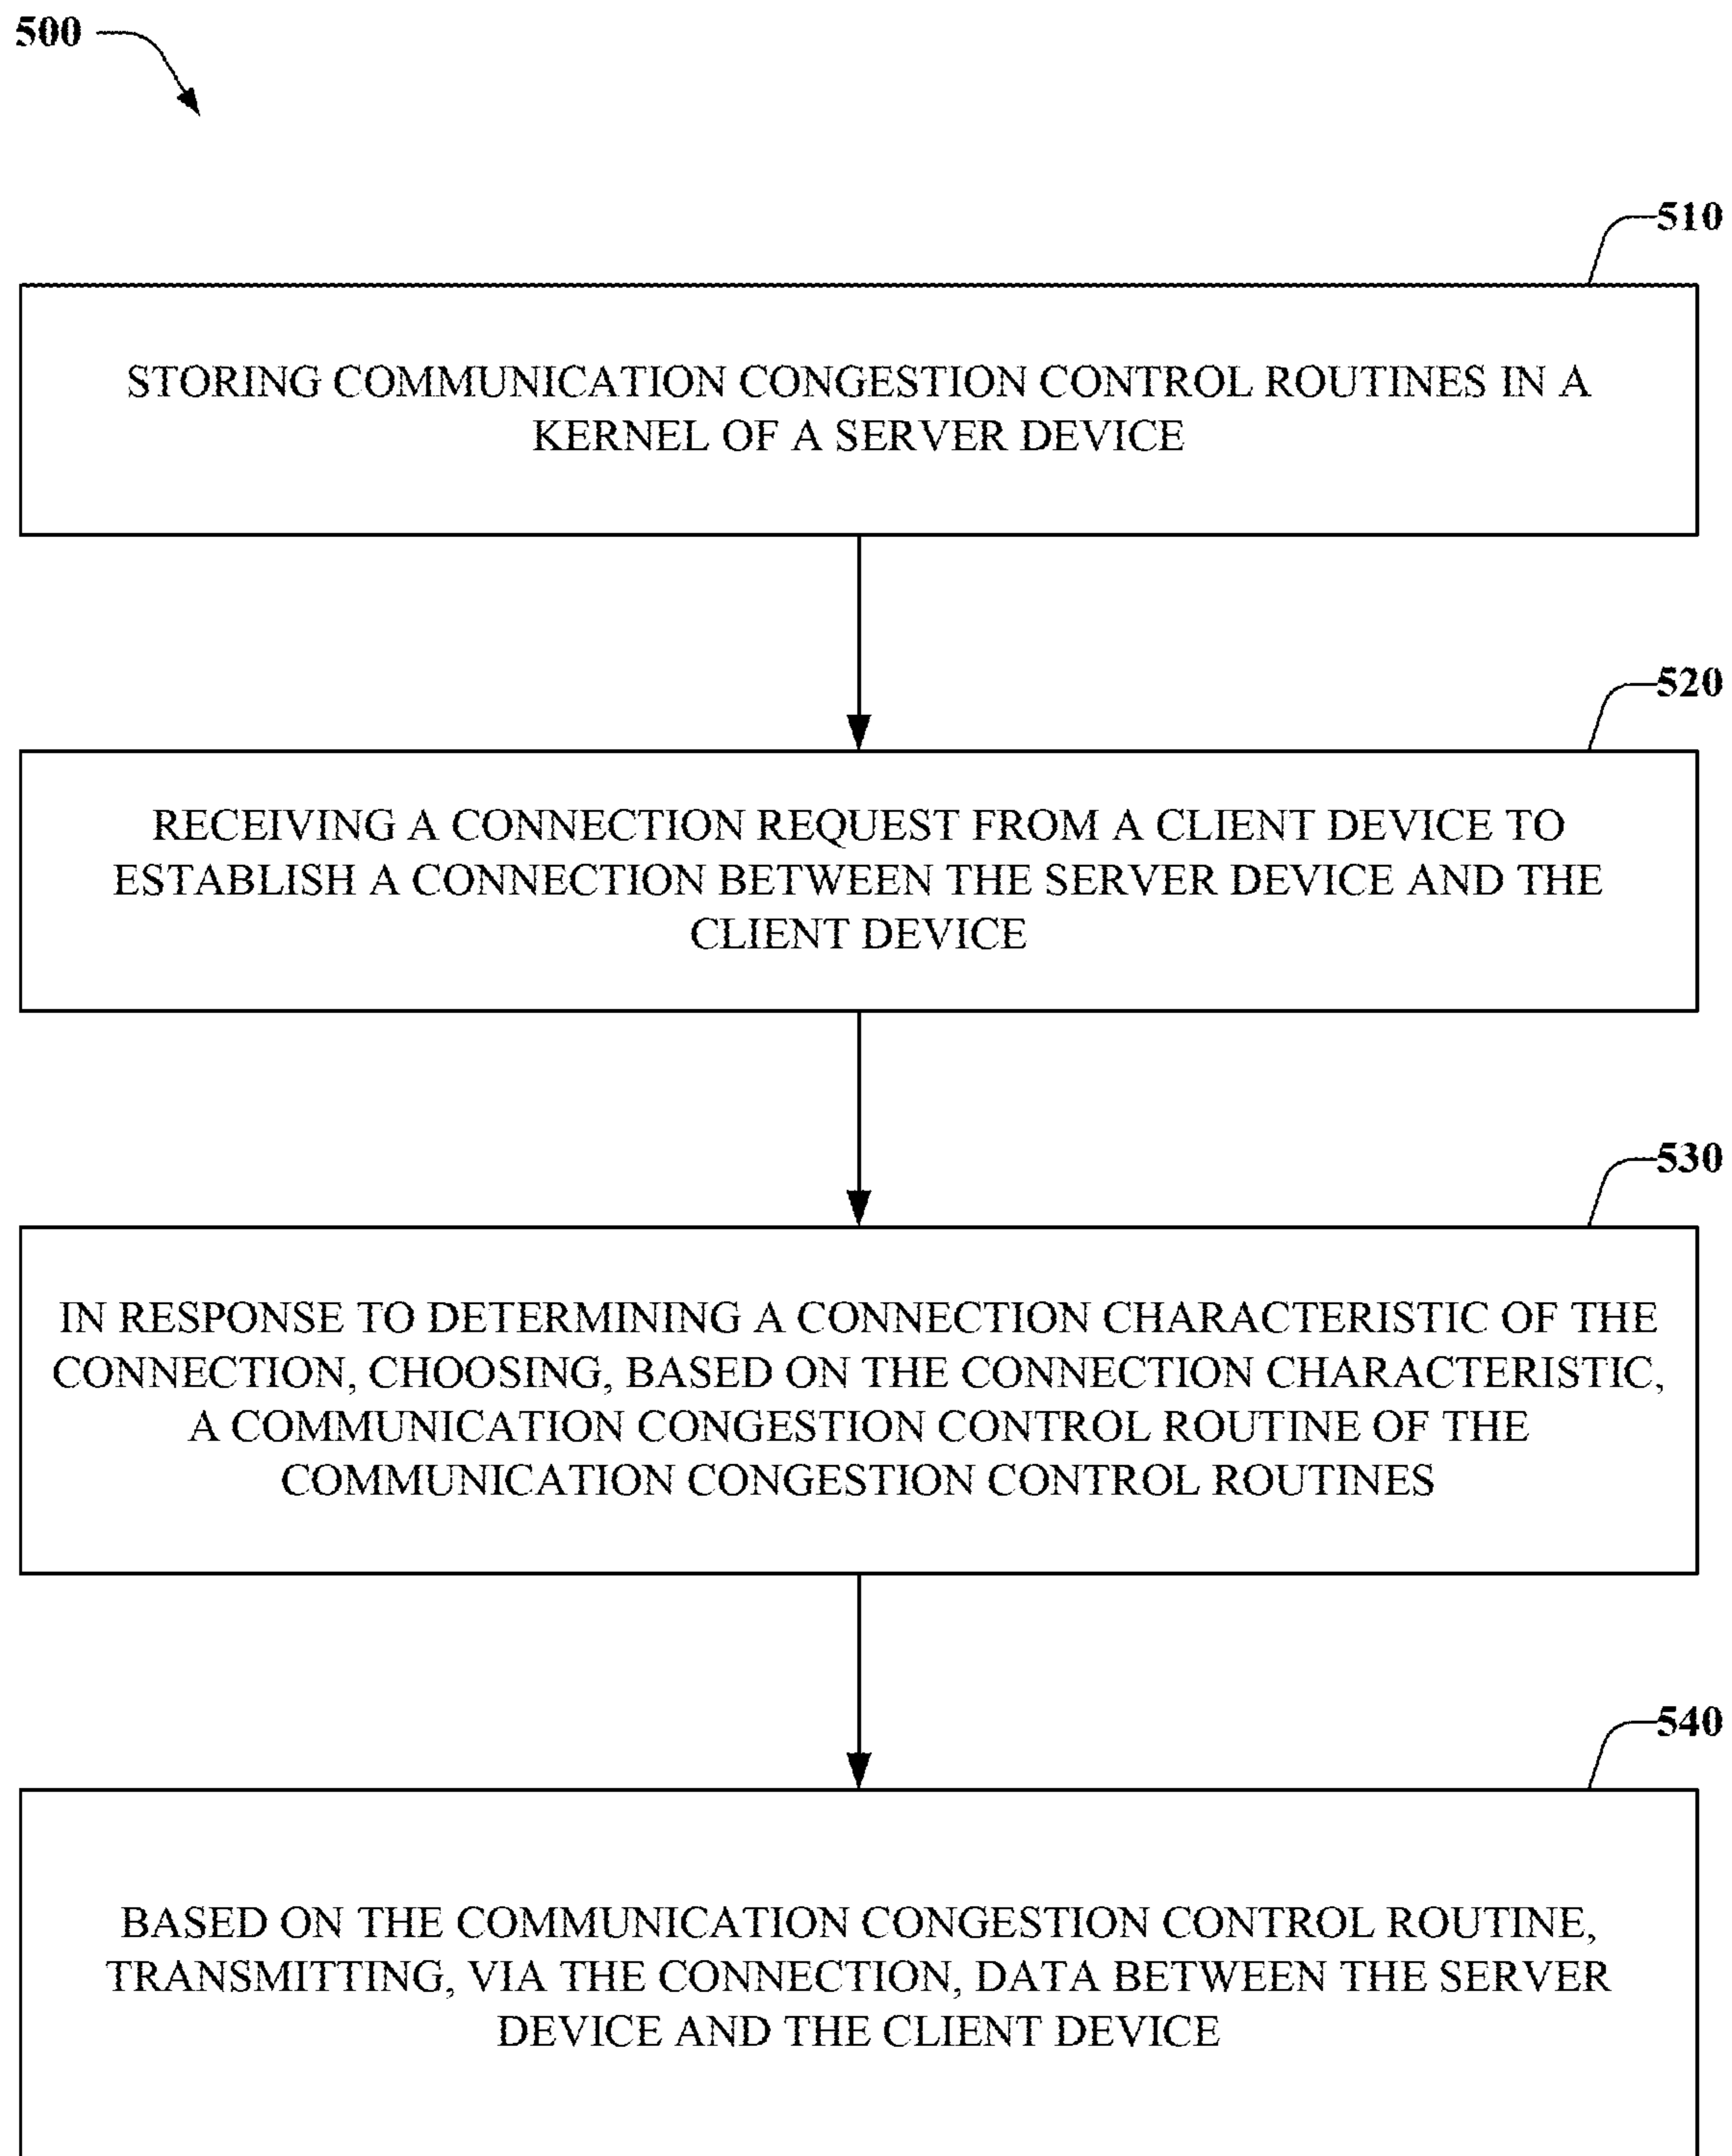 500
510
STORING COMMUNICATION CONGESTION CONTROL ROUTINES IN A
KERNEL OF A SERVER DEVICE
520
RECEIVING A CONNECTION REQUEST FROM A CLIENT DEVICE TO
ESTABLISH A CONNECTION BETWEEN THE SERVER DEVICE AND THE
CLIENT DEVICE
530
IN RESPONSE TO DETERMINING A CONNECTION CHARACTERISTIC OF THE
CONNECTION, CHOOSING, BASED ON THE CONNECTION CHARACTERISTIC,
A COMMUNICATION CONGESTION CONTROL ROUTINE OF THE
COMMUNICATION CONGESTION CONTROL ROUTINES
540
BASED ON THE COMMUNICATION CONGESTION CONTROL ROUTINE,
TRANSMITTING, VIA THE CONNECTION, DATA BETWEEN THE SERVER
DEVICE AND THE CLIENT DEVICE